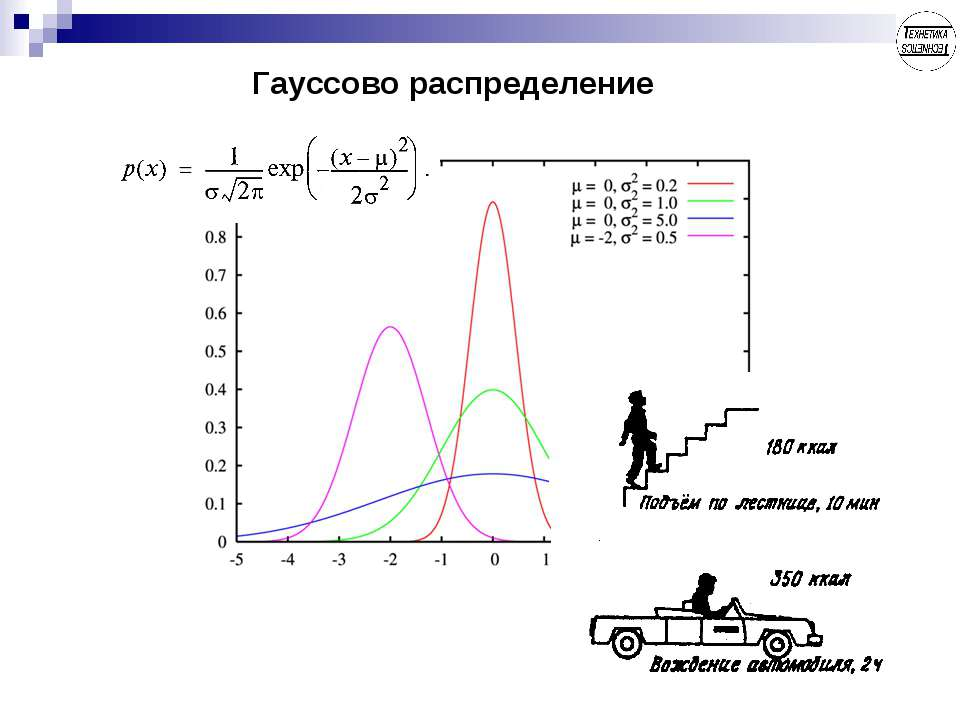 ТЕХНЕТИКА
TECHNETICS
Гауссово распределение
p(x) = 1/(σ√2π) exp(−(x − μ)²/2σ²) .
μ = 0, σ² = 0.2
μ = 0, σ² = 1.0
μ = 0, σ² = 5.0
μ = -2, σ² = 0.5
0.8
0.7
0.6
0.5
0.4
0.3
0.2
0.1
0
-5 -4 -3 -2 -1 0 1
180 ккал
Подъём по лестнице, 10 мин
350 ккал
Вождение автомобиля, 2 ч